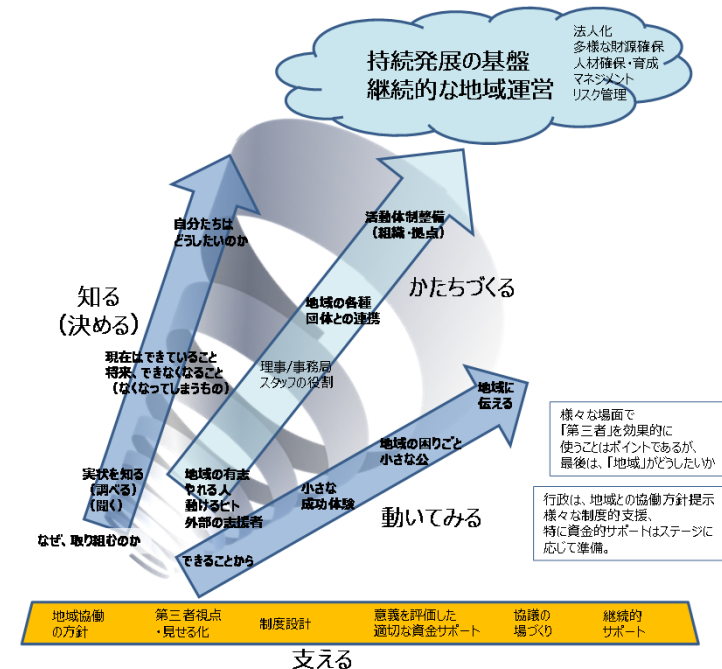 持続発展の基盤
継続的な地域運営
法人化
多様な財源確保
人材確保・育成
マネジメント
リスク管理
自分たちは
どうしたいのか
活動体制整備
（組織・拠点）
知る
（決める）
かたちづくる
地域の各種
団体との連携
現在はできていること
将来、できなくなること
（なくなってしまうもの）
理事/事務局
スタッフの役割
地域に
伝える
様々な場面で
「第三者」を効果的に
使うことはポイントであるが、
最後は、「地域」がどうしたいか
地域の困りごと
小さな公
実状を知る
（調べる）
（聞く）
地域の有志
やれる人
動けるヒト
外部の志援者
小さな
成功体験
動いてみる
行政は、地域との協働方針提示
様々な制度的支援、
特に資金的サポートはステージに
応じて準備。
なぜ、取り組むのか
できることから
地域協働
の方針
第三者視点
・見せる化
制度設計
意義を評価した
適切な資金サポート
協議の
場づくり
継続的
サポート
支える